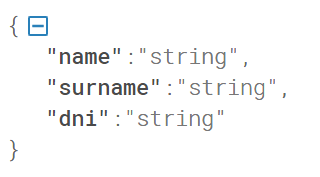 {
"name":"string",
"surname":"string",
"dni":"string"
}